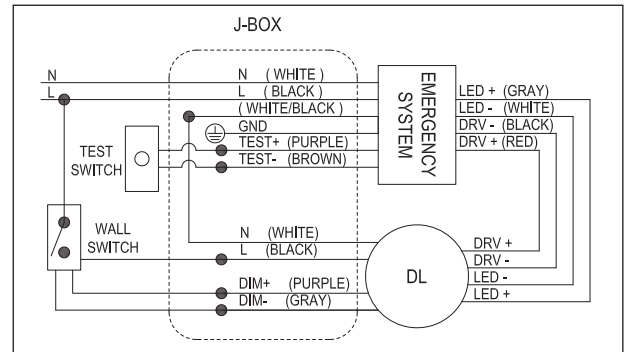 J-BOX
N
L
N (WHITE)
L (BLACK)
(WHITE/BLACK)
GND
TEST+ (PURPLE)
TEST- (BROWN)
EMERGENCY
SYSTEM
LED + (GRAY)
LED - (WHITE)
DRV - (BLACK)
DRV + (RED)
TEST
SWITCH
WALL
SWITCH
N (WHITE)
L (BLACK)
DIM+ (PURPLE)
DIM- (GRAY)
DL
DRV +
DRV -
LED -
LED +